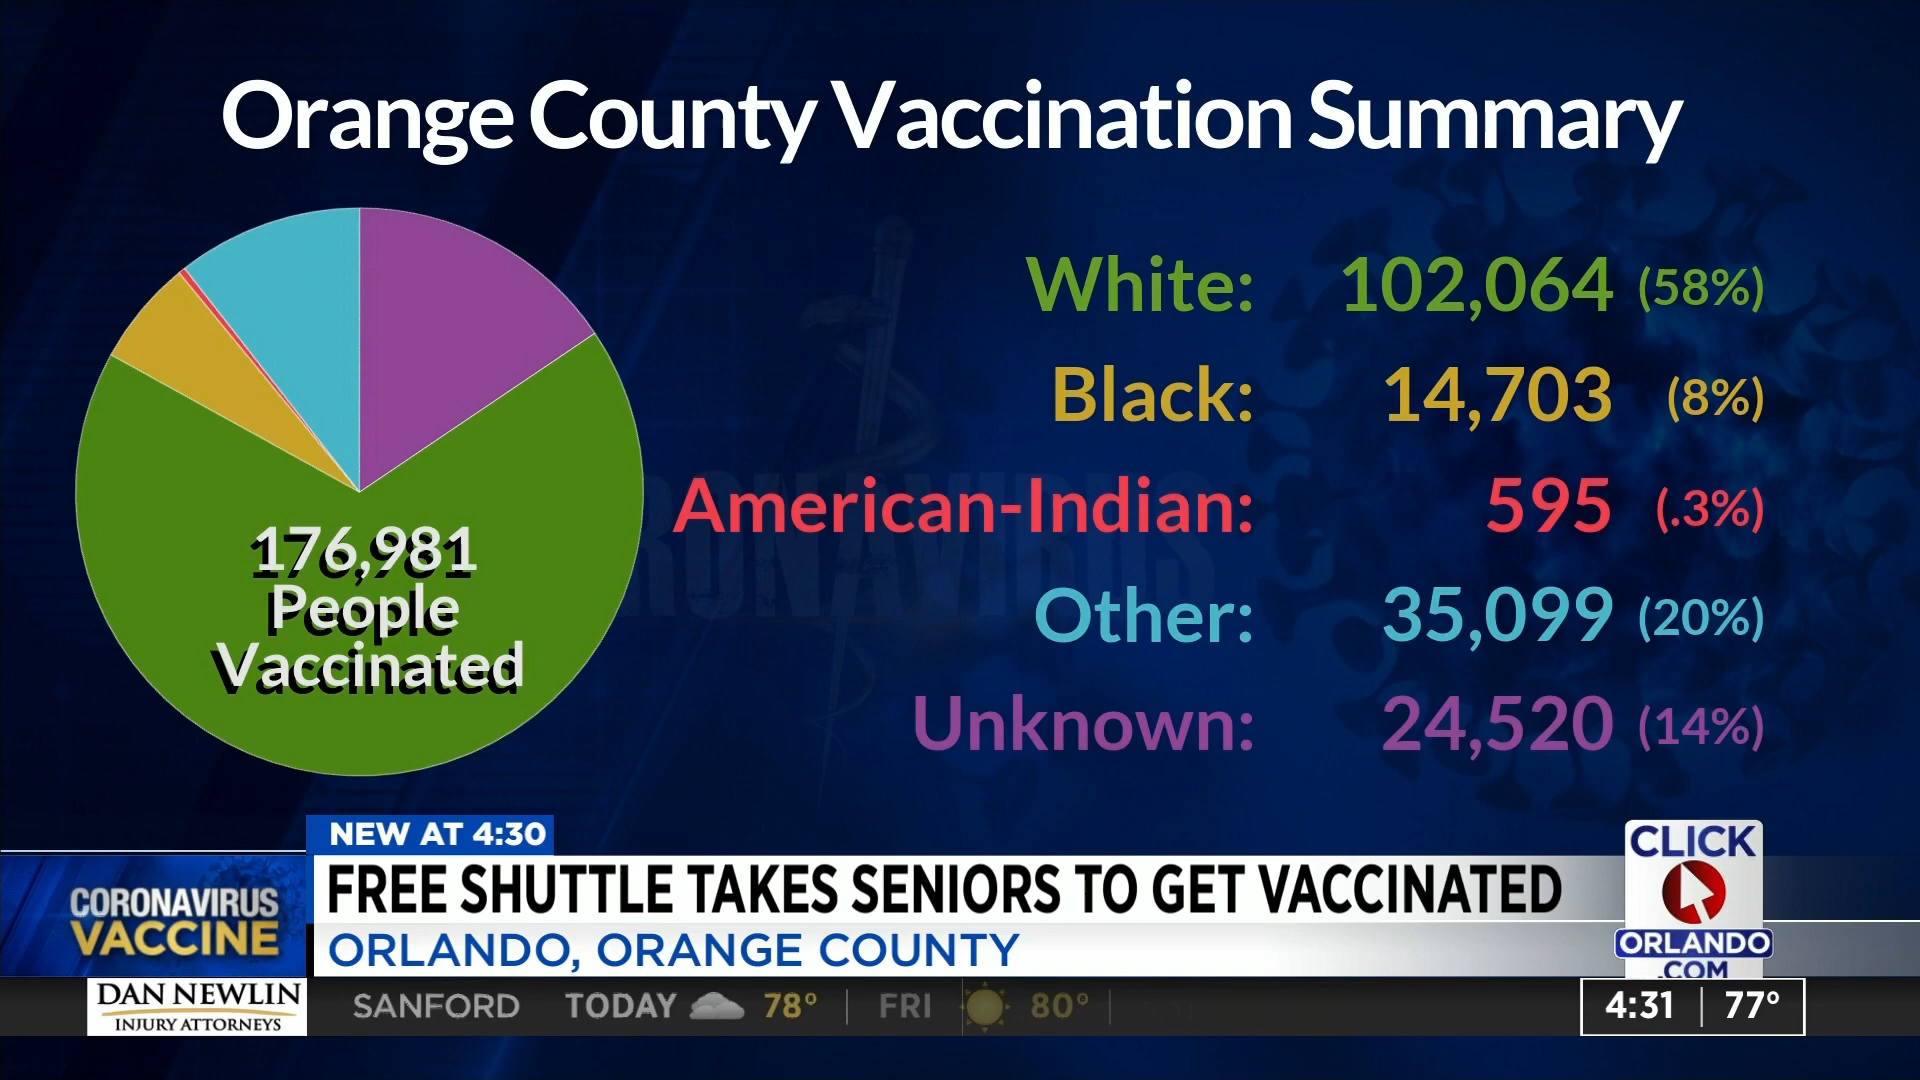 Orange County Vaccination Summary
White: 102,064 (58%)
Black: 14,703 (8%)
American-Indian: 595 (.3%)
Other: 35,099 (20%)
Unknown: 24,520 (14%)
176,981
People
Vaccinated
NEW AT 4:30
FREE SHUTTLE TAKES SENIORS TO GET VACCINATED
ORLANDO, ORANGE COUNTY
CORONAVIRUS
VACCINE
CLICK
ORLANDO
.COM
DAN NEWLIN
INJURY ATTORNEYS
SANFORD TODAY 78° FRI 80°
4:31 77°